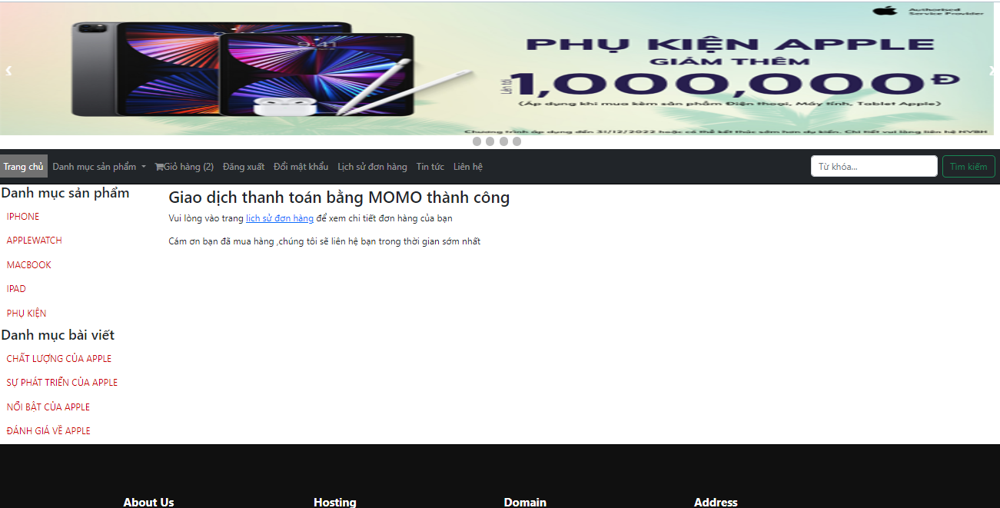 Authorised
Service Provider
9:41
PHỤ KIỆN APPLE
GIẢM THÊM
Lên tới
1,000,000Đ
(Áp dụng khi mua kèm sản phẩm Điện thoại, Máy tính, Tablet Apple)
Chương trình áp dụng đến 31/12/2022 hoặc có thể kết thúc sớm hơn dự kiến. Chi tiết vui lòng liên hệ NVBH
Trang chủ Danh mục sản phẩm Giỏ hàng (2) Đăng xuất Đổi mật khẩu Lịch sử đơn hàng Tin tức Liên hệ Từ khóa... Tìm kiếm
Danh mục sản phẩm
IPHONE
APPLEWATCH
MACBOOK
IPAD
PHỤ KIỆN
Danh mục bài viết
CHẤT LƯỢNG CỦA APPLE
SỰ PHÁT TRIỂN CỦA APPLE
NỔI BẬT CỦA APPLE
ĐÁNH GIÁ VỀ APPLE
Giao dịch thanh toán bằng MOMO thành công
Vui lòng vào trang lịch sử đơn hàng để xem chi tiết đơn hàng của bạn
Cám ơn bạn đã mua hàng ,chúng tôi sẽ liên hệ bạn trong thời gian sớm nhất
About Us Hosting Domain Address